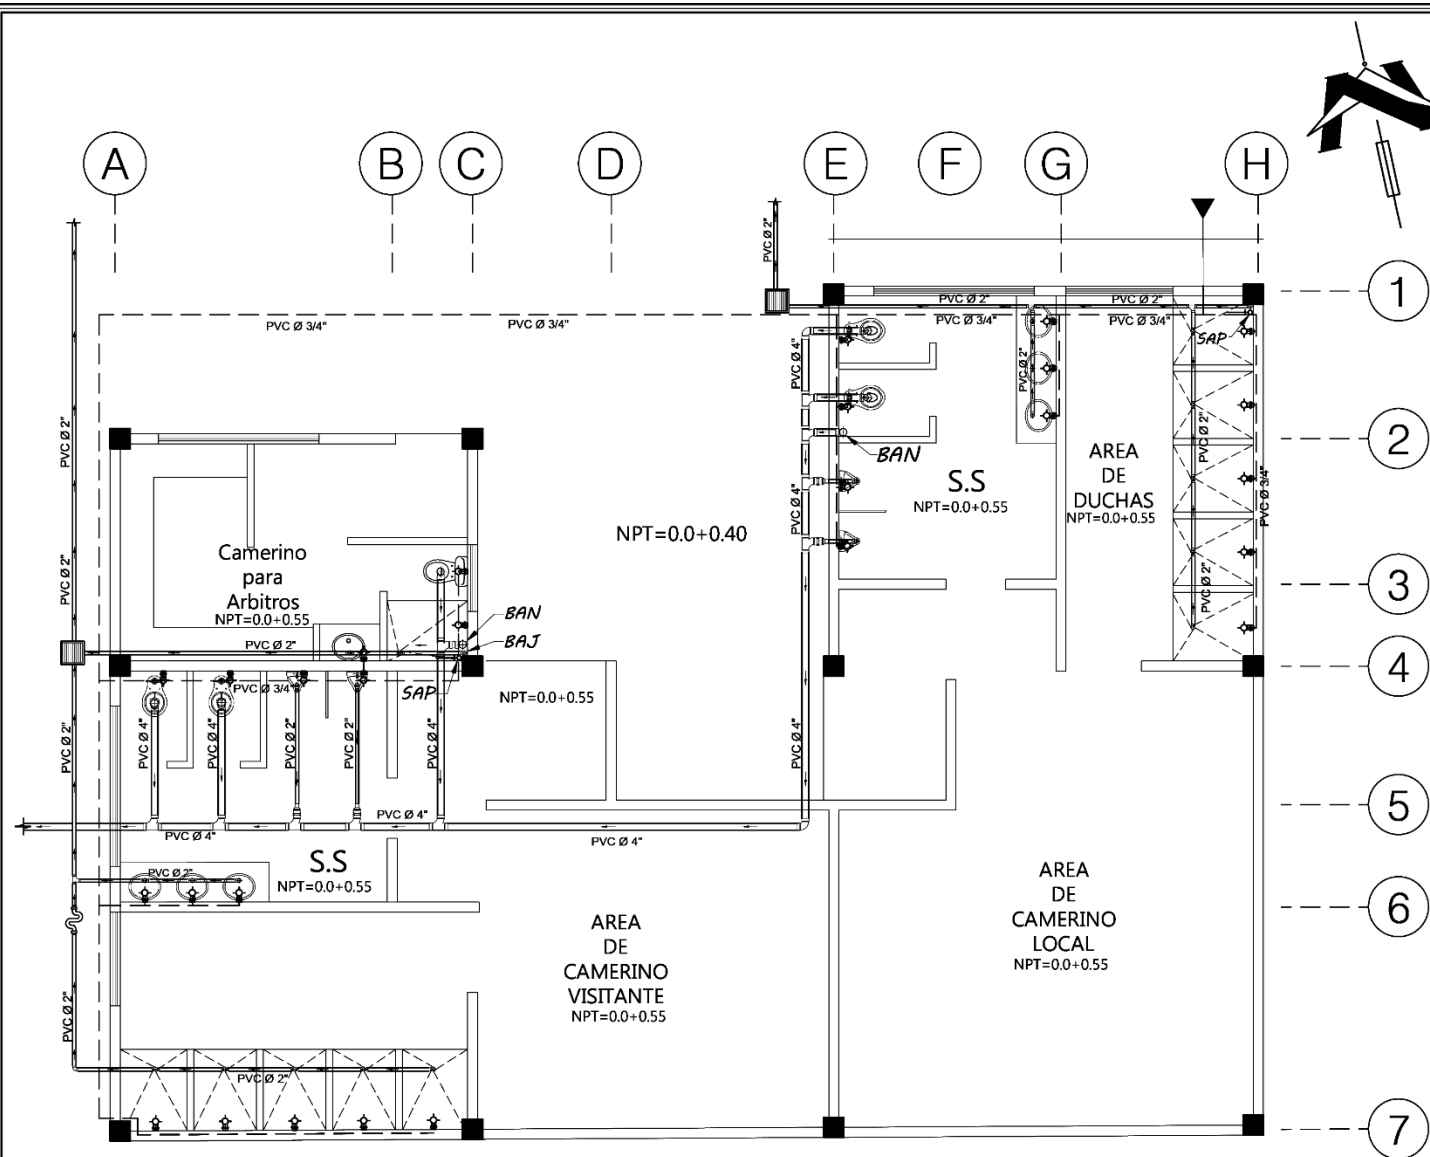 A
B
C
D
E
F
G
H
1
2
3
4
5
6
7
PVC Ø 2"
PVC Ø 2"
PVC Ø 2"
PVC Ø 3/4"
PVC Ø 3/4"
PVC Ø 3/4"
PVC Ø 3/4"
SAP
PVC Ø 4"
PVC Ø 2"
PVC Ø 2"
PVC Ø 2"
BAN
AREA
DE
DUCHAS
NPT=0.0+0.55
S.S
NPT=0.0+0.55
PVC Ø 3/4"
PVC Ø 4"
NPT=0.0+0.40
Camerino
para
Arbitros
NPT=0.0+0.55
PVC Ø 2"
PVC Ø 2"
BAN
BAJ
PVC Ø 2"
SAP
PVC Ø 3/4"
NPT=0.0+0.55
PVC Ø 2"
PVC Ø 4"
PVC Ø 4"
PVC Ø 2"
PVC Ø 2"
PVC Ø 4"
PVC Ø 4"
PVC Ø 4"
PVC Ø 4"
PVC Ø 4"
S.S
NPT=0.0+0.55
PVC Ø 2"
AREA
DE
CAMERINO
LOCAL
NPT=0.0+0.55
AREA
DE
CAMERINO
VISITANTE
NPT=0.0+0.55
PVC Ø 2"
PVC Ø 2"